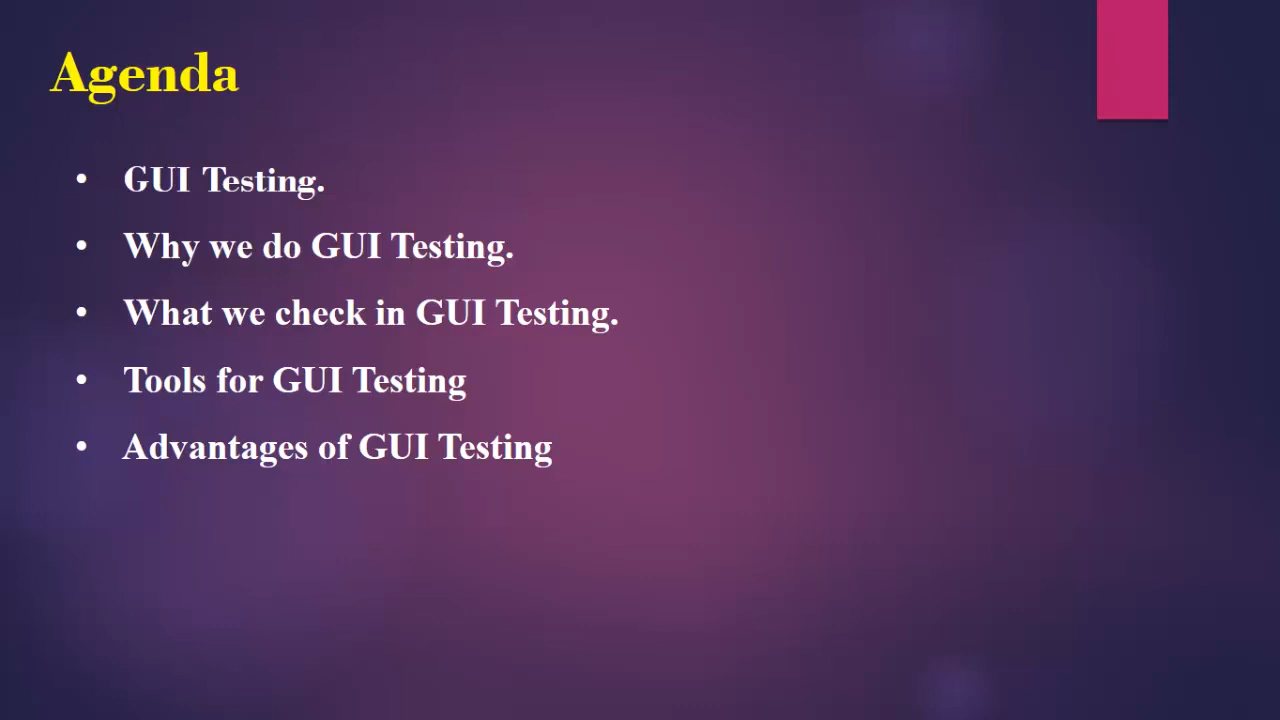 Agenda
• GUI Testing.
• Why we do GUI Testing.
• What we check in GUI Testing.
• Tools for GUI Testing
• Advantages of GUI Testing